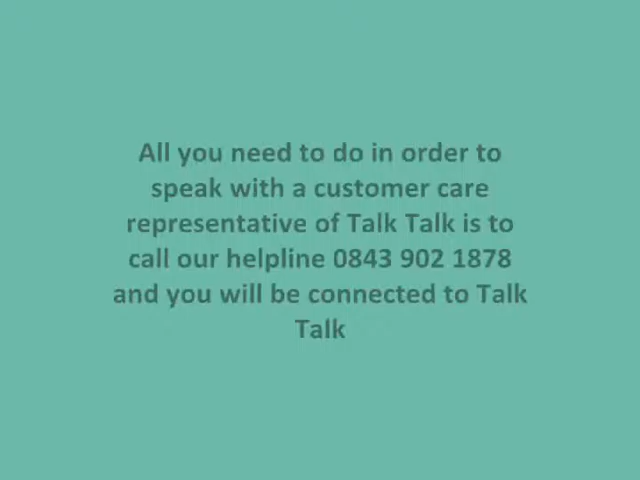 All you need to do in order to
speak with a customer care
representative of Talk Talk is to
call our helpline 0843 902 1878
and you will be connected to Talk
Talk